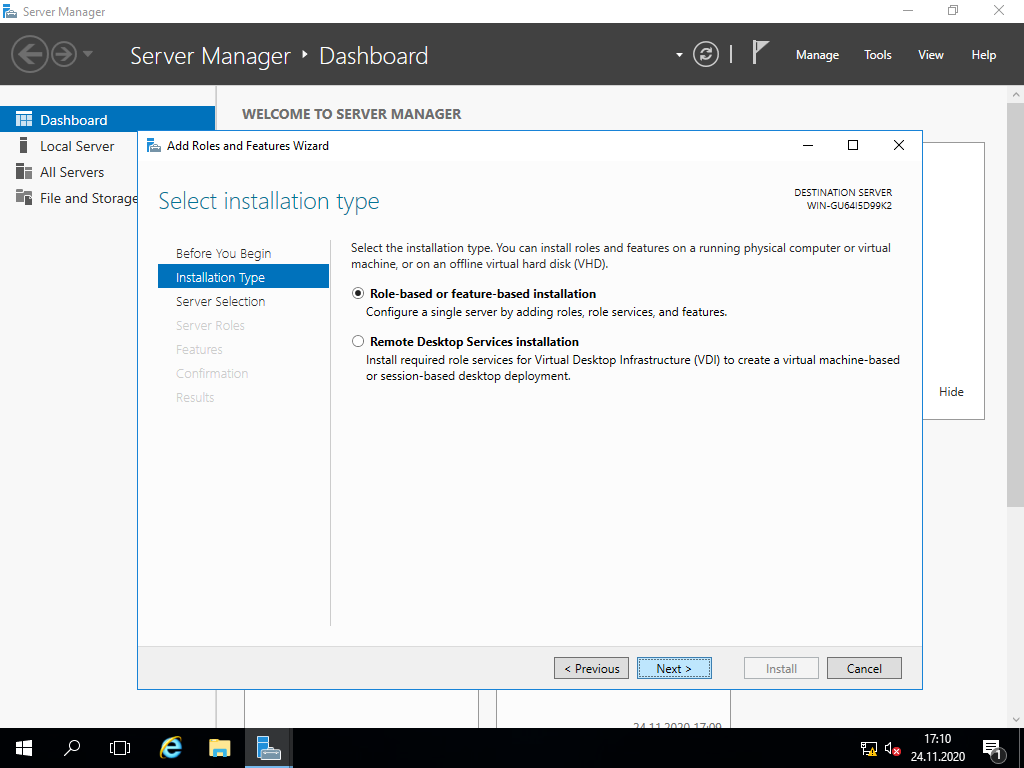 Server Manager
Server Manager ‣ Dashboard
Manage Tools View Help
Dashboard
Local Server
All Servers
File and Storage
WELCOME TO SERVER MANAGER
Add Roles and Features Wizard
Select installation type
DESTINATION SERVER
WIN-GU64I5D99K2
Before You Begin
Installation Type
Server Selection
Server Roles
Features
Confirmation
Results
Select the installation type. You can install roles and features on a running physical computer or virtual
machine, or on an offline virtual hard disk (VHD).
Role-based or feature-based installation
Configure a single server by adding roles, role services, and features.
Remote Desktop Services installation
Install required role services for Virtual Desktop Infrastructure (VDI) to create a virtual machine-based
or session-based desktop deployment.
Hide
< Previous
Next >
Install
Cancel
24.11.2020 17:09
17:10
24.11.2020
1